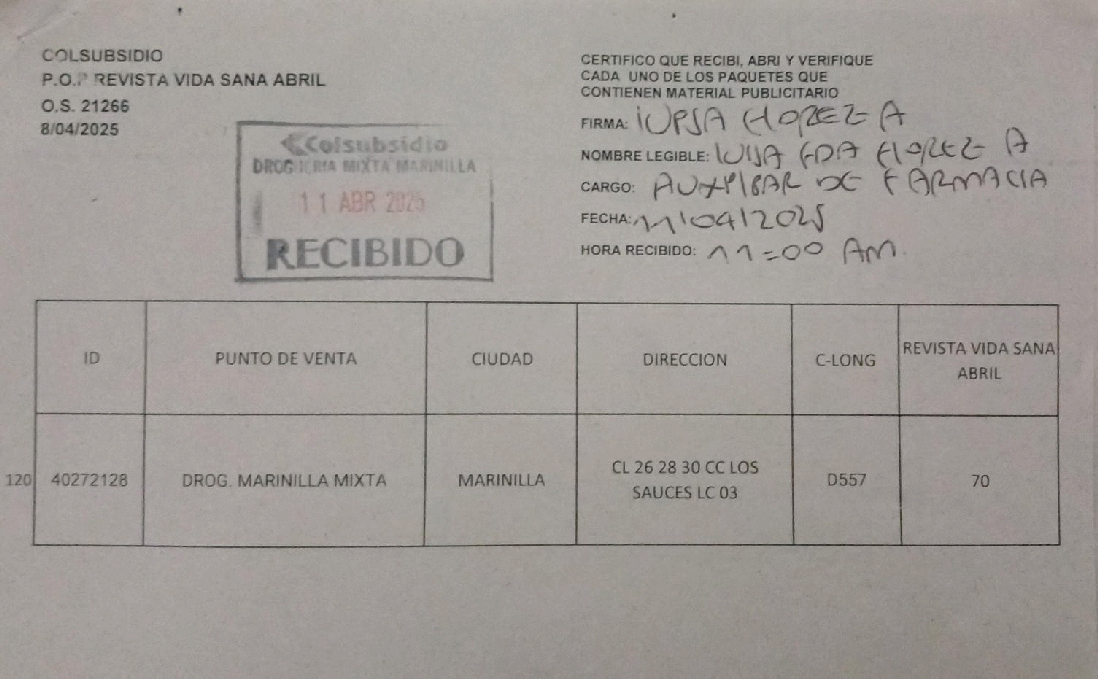 COLSUBSIDIO
P.O.P REVISTA VIDA SANA ABRIL
O.S. 21266
8/04/2025
Colsubsidio
DROGUERIA MIXTA MARINILLA
11 ABR 2025
RECIBIDO
CERTIFICO QUE RECIBI, ABRI Y VERIFIQUE
CADA UNO DE LOS PAQUETES QUE
CONTIENEN MATERIAL PUBLICITARIO
FIRMA: A
NOMBRE LEGIBLE: FDA A
CARGO: AUXILIAR DE FARMACIA
FECHA: 11/04/2025
HORA RECIBIDO: 11=00 AM.
ID PUNTO DE VENTA CIUDAD DIRECCION C-LONG REVISTA VIDA SANA
ABRIL
120 40272128 DROG. MARINILLA MIXTA MARINILLA CL 26 28 30 CC LOS D557 70
SAUCES LC 03